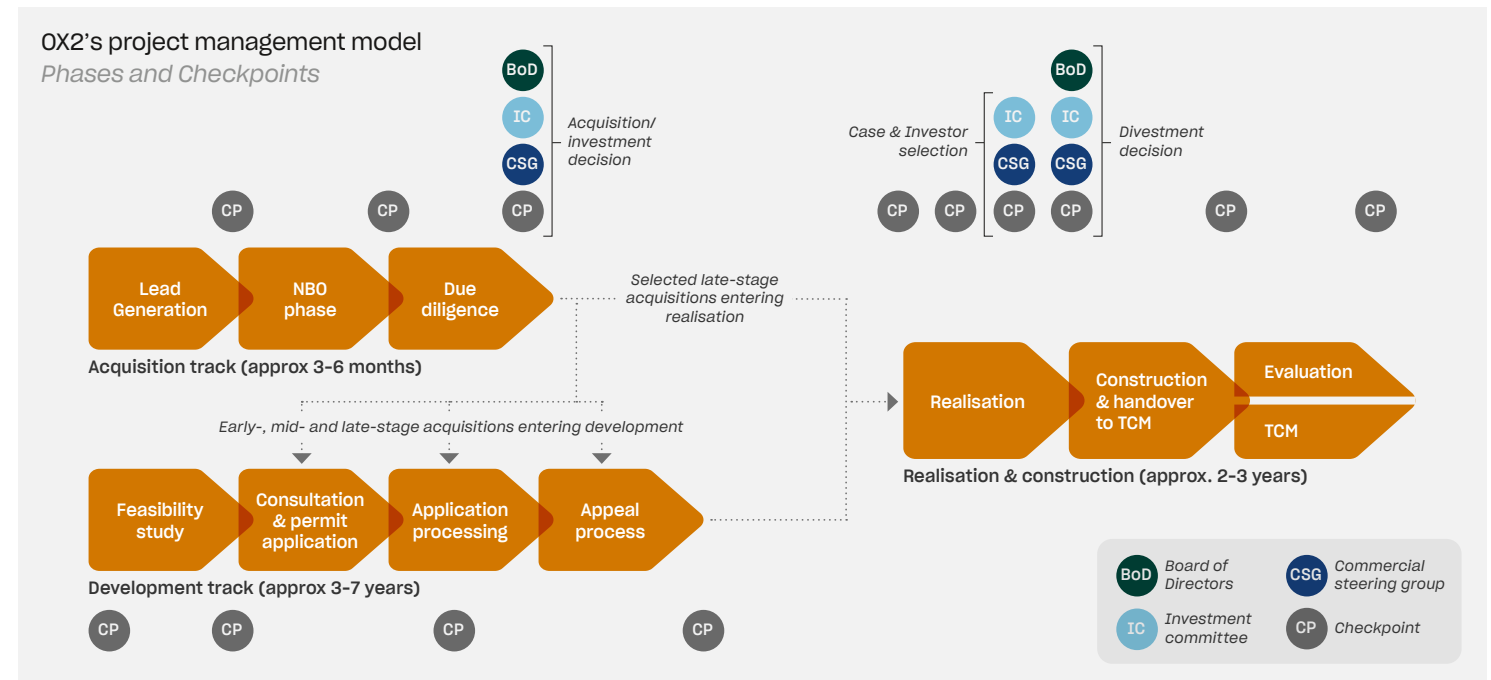 OX2's project management model
Phases and Checkpoints
BoD
IC
CSG
CP
CP
CP
Acquisition/
investment
decision
Case & Investor
selection
BoD
IC
IC
CSG
CSG
CP
CP
CP
CP
Divestment
decision
CP
CP
Lead
Generation
NBO
phase
Due
diligence
Acquisition track (approx 3-6 months)
Selected late-stage
acquisitions entering
realisation
Early-, mid- and late-stage acquisitions entering development
Feasibility
study
Consultation
& permit
application
Application
processing
Appeal
process
Development track (approx 3-7 years)
CP
CP
CP
CP
Realisation
Construction
& handover
to TCM
Evaluation
TCM
Realisation & construction (approx. 2-3 years)
BoD
Board of
Directors
CSG
Commercial
steering group
IC
Investment
committee
CP
Checkpoint